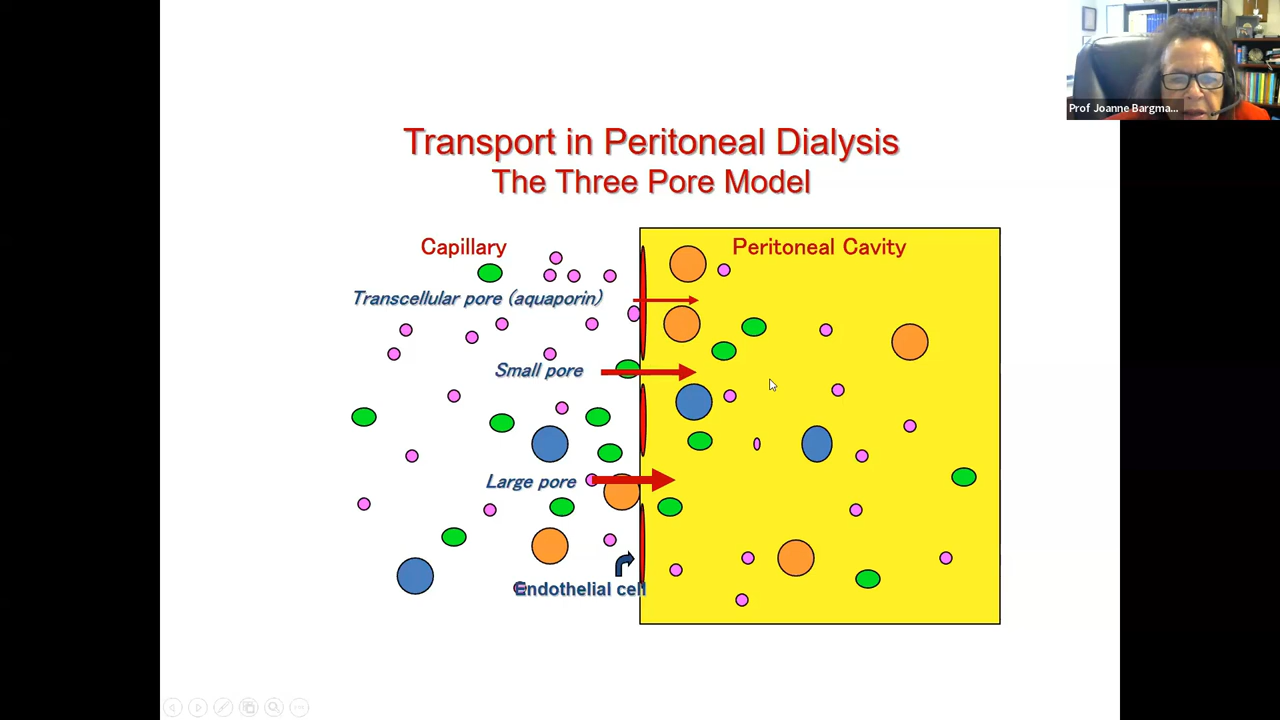 Prof Joanne Bargma...
Transport in Peritoneal Dialysis
The Three Pore Model
Capillary
Peritoneal Cavity
Transcellular pore (aquaporin)
Small pore
Large pore
Endothelial cell